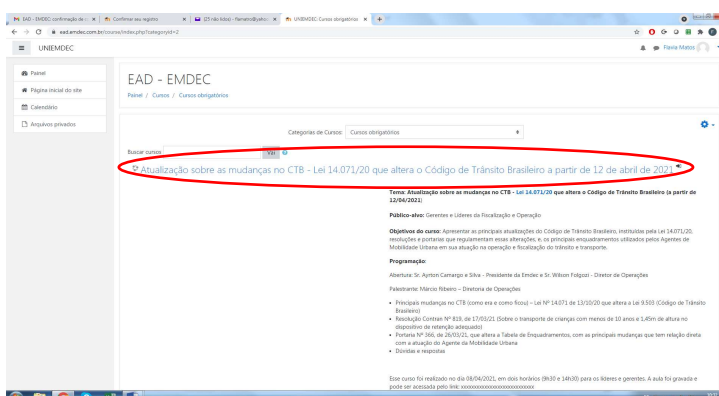 EAD - EMDEC: confirmação de c
Confirmar seu registro
UNIEMDEC: Cursos obrigatórios
ead.emdec.com.br/course/index.php?categoryid=2
UNIEMDEC
Flavia Matos
Painel
Página inicial do site
Calendário
Arquivos privados
EAD - EMDEC
Painel / Cursos / Cursos obrigatórios
Categorias de Cursos: Cursos obrigatórios
Buscar cursos
Atualização sobre as mudanças no CTB - Lei 14.071/20 que altera o Código de Trânsito Brasileiro a partir de 12 de abril de 2021
Tema: Atualização sobre as mudanças no CTB - Lei 14.071/20 que altera o Código de Trânsito Brasileiro (a partir de
12/04/2021)
Público-alvo: Gerentes e Líderes da Fiscalização e Operação
Objetivos do curso: Apresentar as principais atualizações do Código de Trânsito Brasileiro, instituídas pela Lei 14.071/20,
resoluções e portarias que regulamentam essas alterações, e, os principais enquadramentos utilizados pelos Agentes de
Mobilidade Urbana em sua atuação na operação e fiscalização do trânsito e transporte.
Programação:
Abertura: Sr. Ayrton Camargo e Silva - Presidente da Emdec e Sr. Wilson Folgozi - Diretor de Operações
Palestrante: Márcio Ribeiro – Diretoria de Operações
• Principais mudanças no CTB (como era e como ficou) – Lei Nº 14.071 de 13/10/20 que altera a Lei 9.503 (Código de Trânsito
Brasileiro)
• Resolução Contran Nº 819, de 17/03/21 (Sobre o transporte de crianças com menos de 10 anos e 1,45m de altura no
dispositivo de retenção adequado)
• Portaria Nº 366, de 26/03/21, que altera a Tabela de Enquadramentos, com as principais mudanças que tem relação direta
com a atuação do Agente da Mobilidade Urbana
• Dúvidas e respostas
Esse curso foi realizado no dia 08/04/2021, em dois horários (9h30 e 14h30) para os líderes e gerentes. A aula foi gravada e
pode ser acessada pelo link: